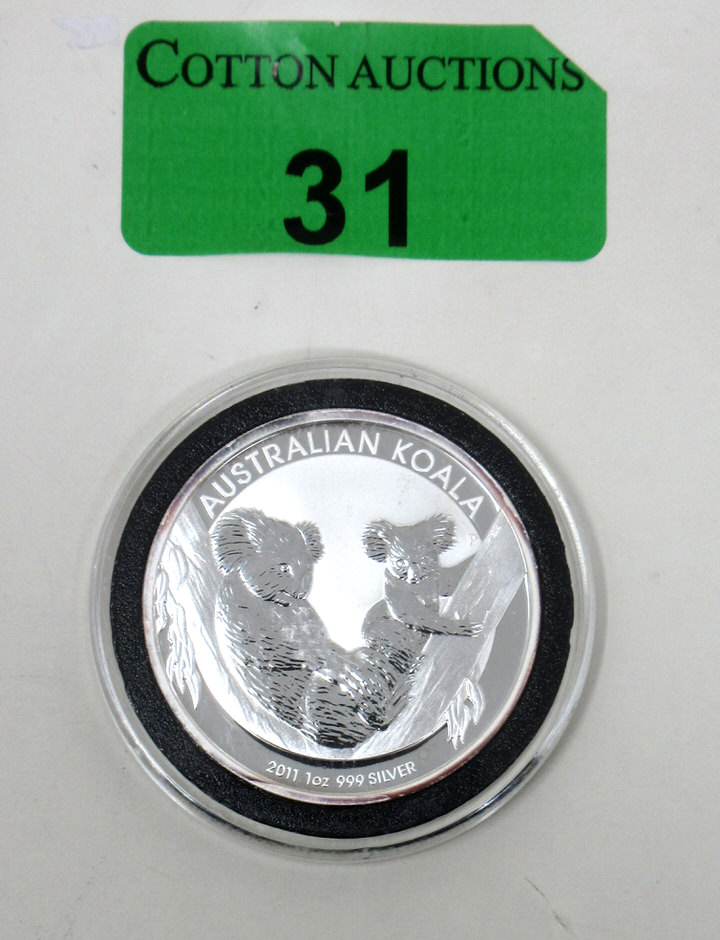 COTTON AUCTIONS
31
AUSTRALIAN KOALA
P
2011 1oz 999 SILVER